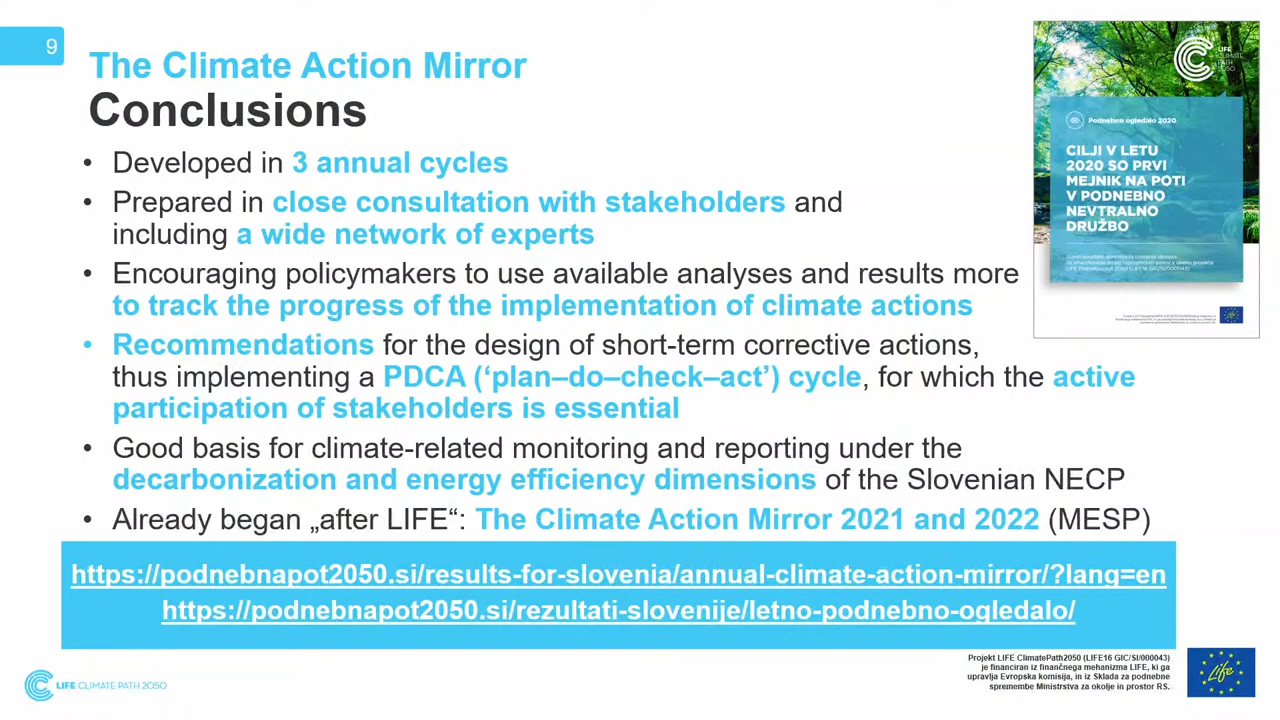 9
The Climate Action Mirror
Conclusions
• Developed in 3 annual cycles
• Prepared in close consultation with stakeholders and
including a wide network of experts
• Encouraging policymakers to use available analyses and results more
to track the progress of the implementation of climate actions
• Recommendations for the design of short-term corrective actions,
thus implementing a PDCA (‘plan–do–check–act’) cycle, for which the active
participation of stakeholders is essential
• Good basis for climate-related monitoring and reporting under the
decarbonization and energy efficiency dimensions of the Slovenian NECP
• Already began „after LIFE“: The Climate Action Mirror 2021 and 2022 (MESP)
https://podnebnapot2050.si/results-for-slovenia/annual-climate-action-mirror/?lang=en
https://podnebnapot2050.si/rezultati-slovenije/letno-podnebno-ogledalo/
LIFE
CLIMATE
PATH
2050
Podnebno ogledalo 2020
CILJI V LETU
2020 SO PRVI
MEJNIK NA POTI
V PODNEBNO
NEVTRALNO
DRUŽBO
LIFE CLIMATE PATH 2050
Projekt LIFE ClimatePath2050 (LIFE16 GIC/SI/000043)
je financiran iz finančnega mehanizma LIFE, ki ga
upravlja Evropska komisija, in iz Sklada za podnebne
spremembe Ministrstva za okolje in prostor RS.
Life